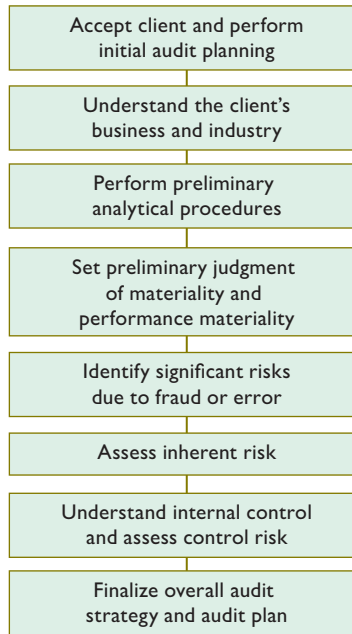 Accept client and perform
initial audit planning
Understand the client's
business and industry
Perform preliminary
analytical procedures
Set preliminary judgment
of materiality and
performance materiality
Identify significant risks
due to fraud or error
Assess inherent risk
Understand internal control
and assess control risk
Finalize overall audit
strategy and audit plan